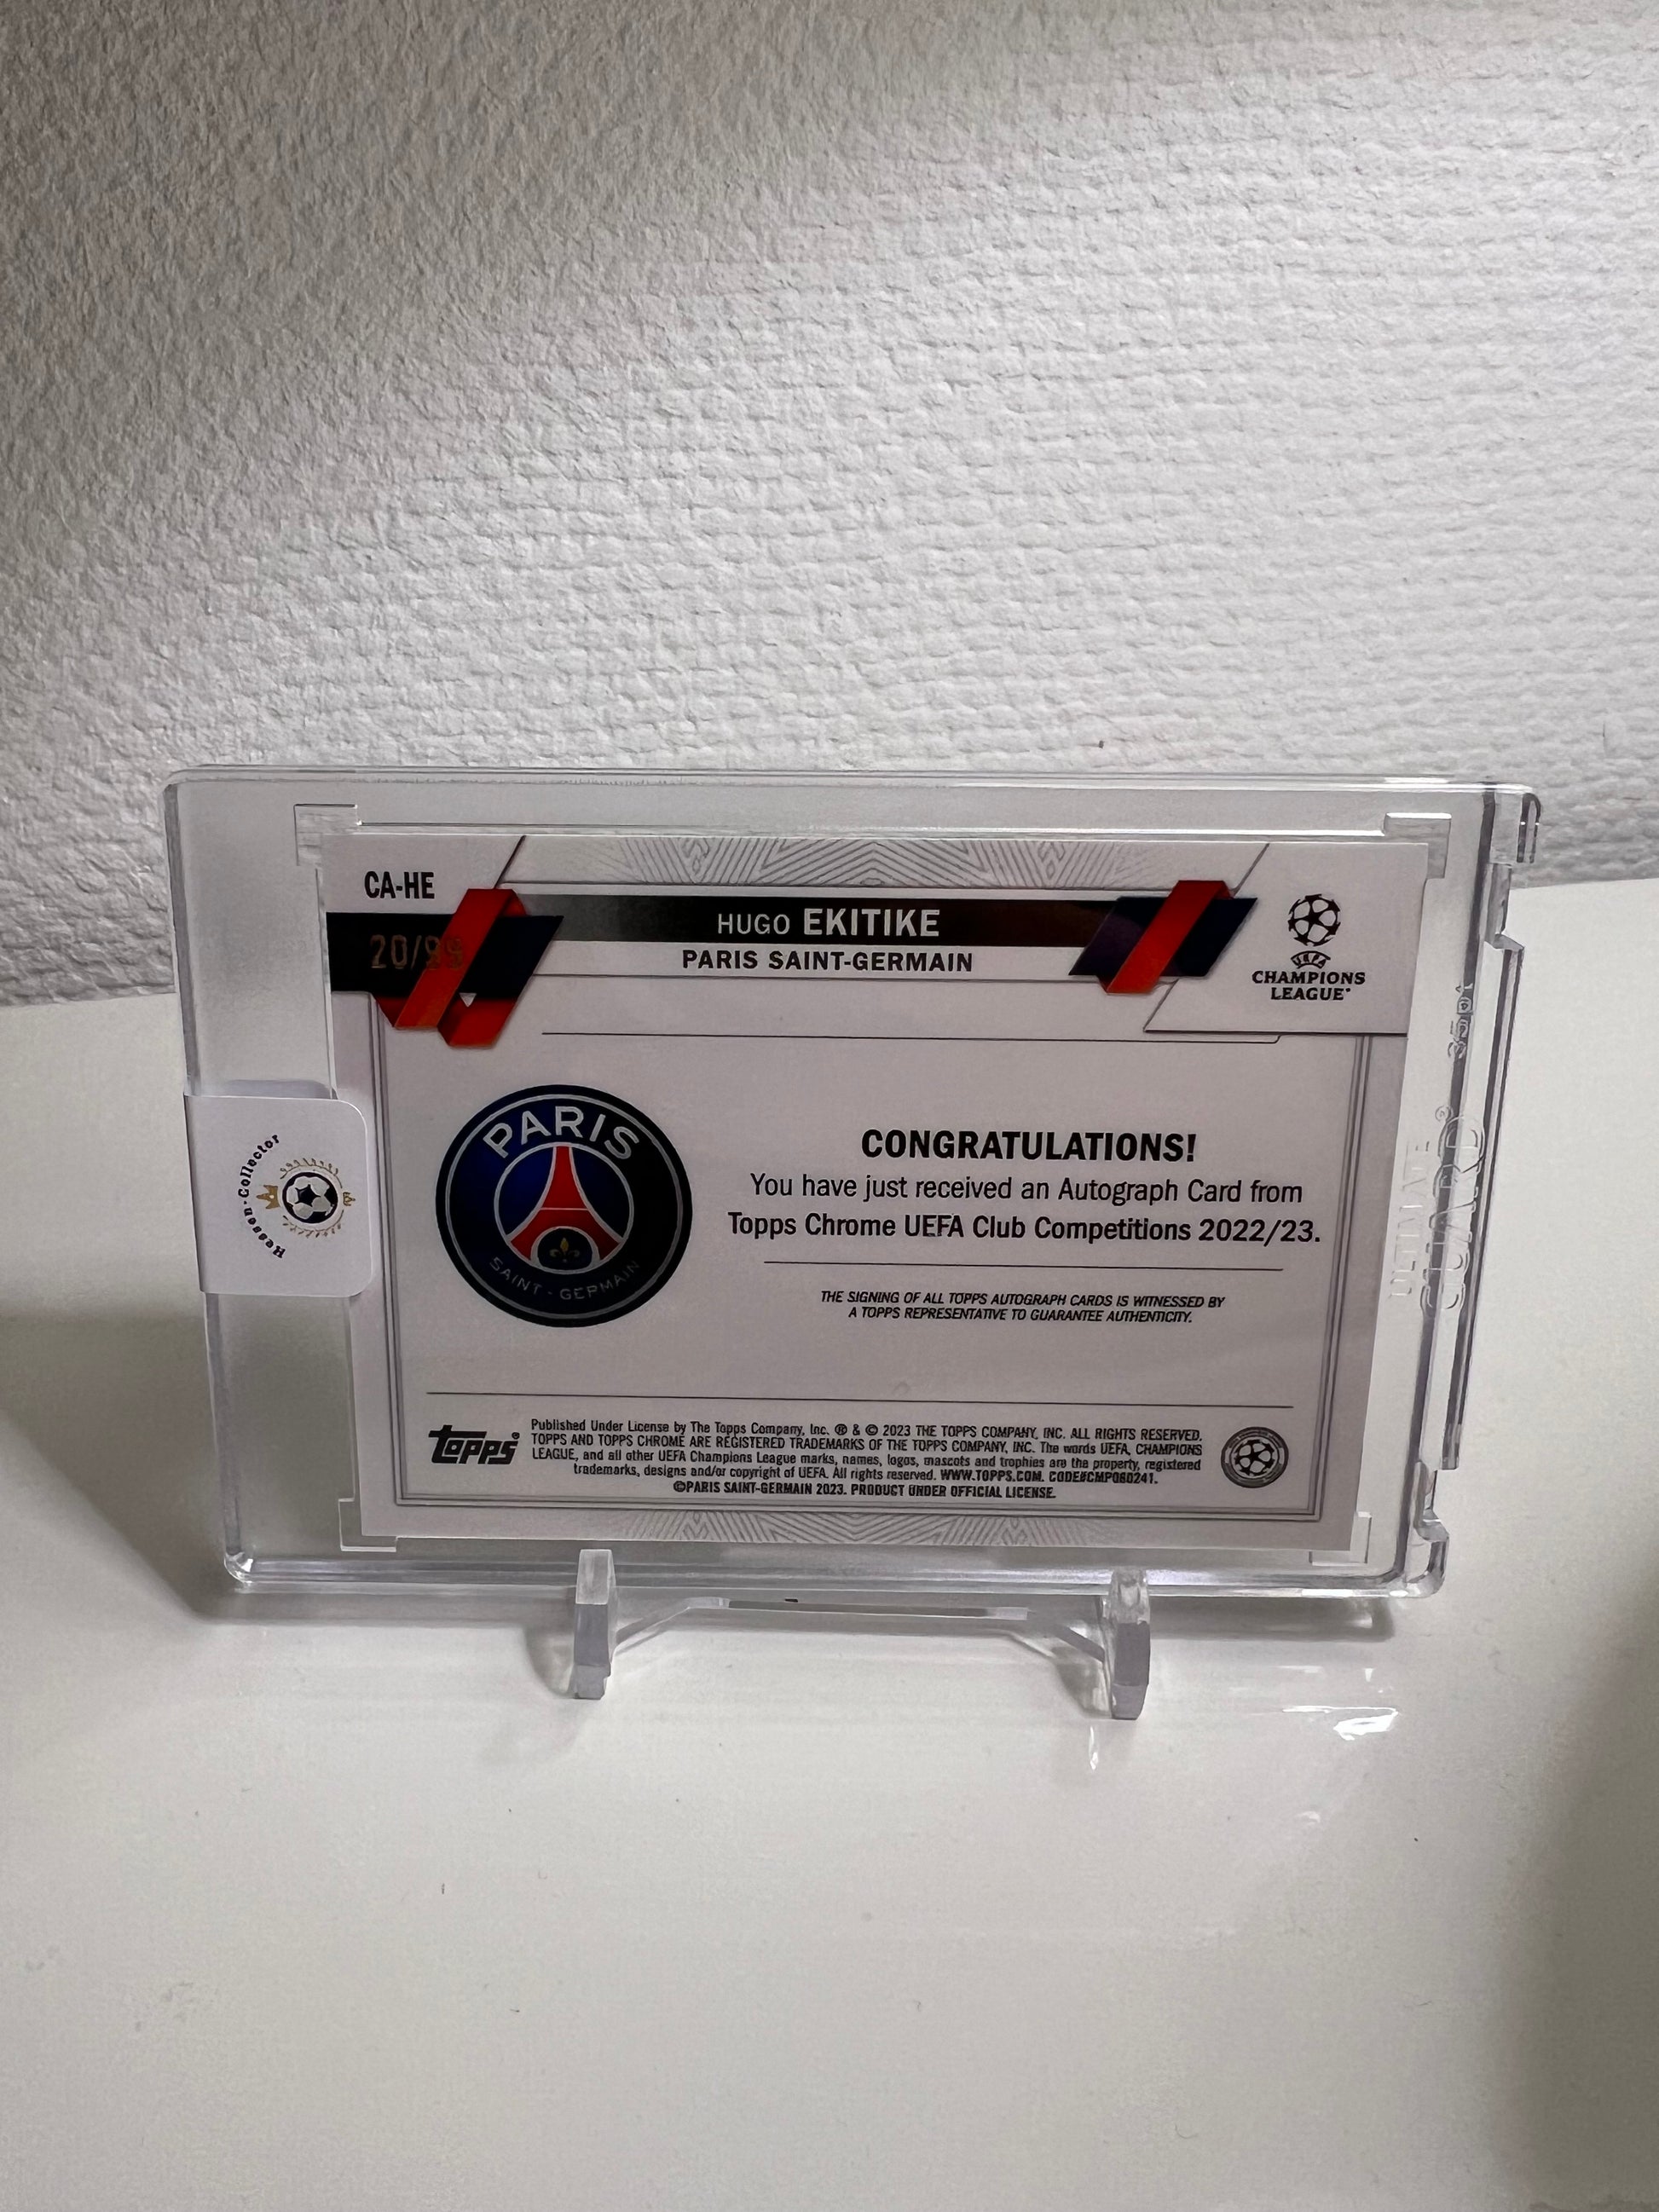 CA-HE
20/99
HUGO EKITIKE
PARIS SAINT-GERMAIN
UEFA
CHAMPIONS
LEAGUE®
PARIS
SAINT-GERMAIN
CONGRATULATIONS!
You have just received an Autograph Card from
Topps Chrome UEFA Club Competitions 2022/23.
THE SIGNING OF ALL TOPPS AUTOGRAPH CARDS IS WITNESSED BY
A TOPPS REPRESENTATIVE TO GUARANTEE AUTHENTICITY.
topps®
Published Under License by The Topps Company, Inc. ® & © 2023 THE TOPPS COMPANY, INC. ALL RIGHTS RESERVED.
TOPPS AND TOPPS CHROME ARE REGISTERED TRADEMARKS OF THE TOPPS COMPANY, INC. The words UEFA, CHAMPIONS
LEAGUE, and all other UEFA Champions League marks, names, logos, mascots and trophies are the property, registered
trademarks, designs and/or copyright of UEFA. All rights reserved. WWW.TOPPS.COM. CODE#CMP060241.
©PARIS SAINT-GERMAIN 2023. PRODUCT UNDER OFFICIAL LICENSE.
Hessen-Collector
ULTIMATE
GUARD®